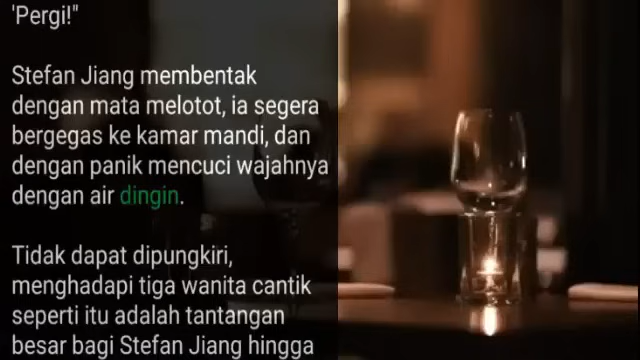 'Pergi!"
Stefan Jiang membentak
dengan mata melotot, ia segera
bergegas ke kamar mandi, dan
dengan panik mencuci wajahnya
dengan air dingin.
Tidak dapat dipungkiri,
menghadapi tiga wanita cantik
seperti itu adalah tantangan
besar bagi Stefan Jiang hingga